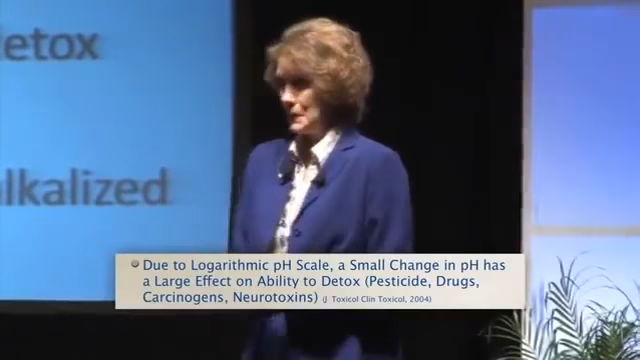 detox
alkalized
Due to Logarithmic pH Scale, a Small Change in pH has
a Large Effect on Ability to Detox (Pesticide, Drugs,
Carcinogens, Neurotoxins) (J Toxicol Clin Toxicol, 2004)